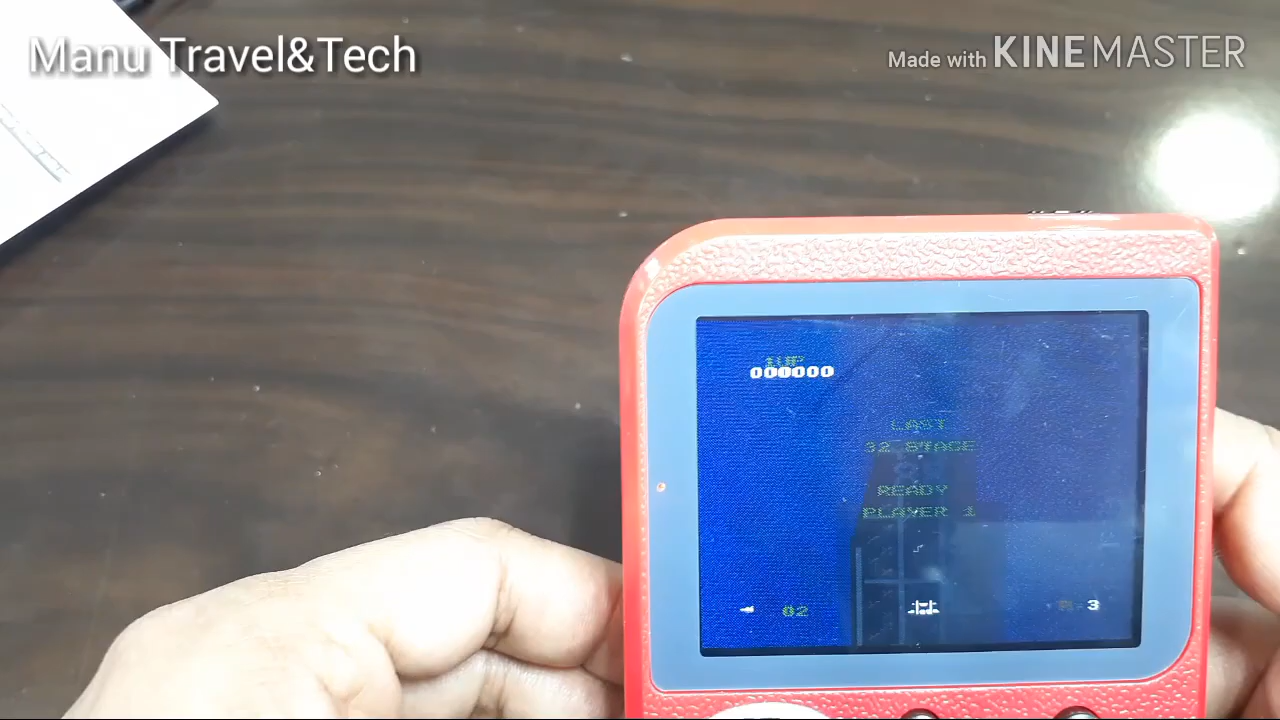 Manu Travel&Tech
Made with KINEMASTER
1UP
000000
LAST
32 STAGE
READY
PLAYER 1
02
3